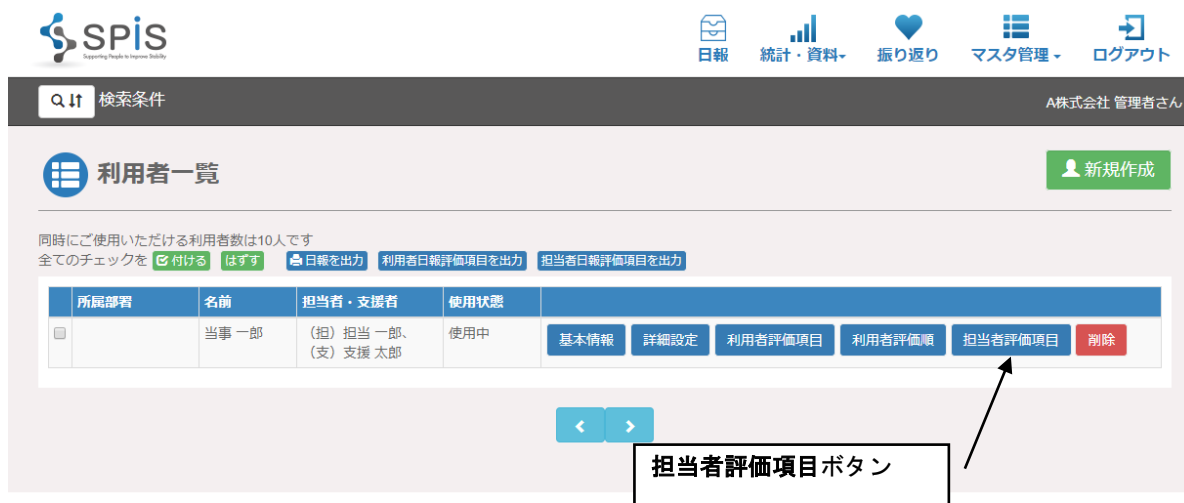 SPiS
Supporting People to Improve Stability
日報 統計・資料 振り返り マスタ管理 ログアウト
検索条件 A株式会社 管理者さん
利用者一覧 新規作成
同時にご使用いただける利用者数は10人です
全てのチェックを 付ける はずす 日報を出力 利用者日報評価項目を出力 担当者日報評価項目を出力
所属部署 名前 担当者・支援者 使用状態
当事 一郎 （担）担当 一郎、 使用中 基本情報 詳細設定 利用者評価項目 利用者評価順 担当者評価項目 削除
（支）支援 太郎
担当者評価項目ボタン